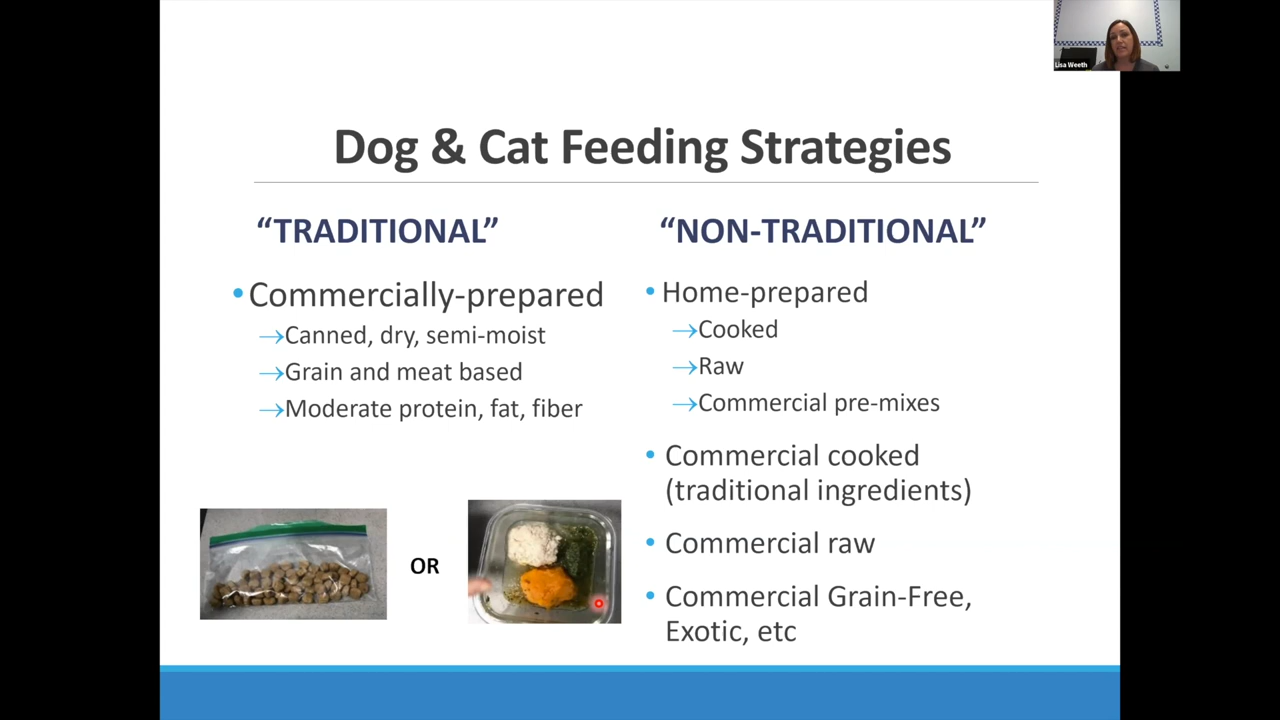 Lisa Weeth
Dog & Cat Feeding Strategies
“TRADITIONAL”
•Commercially-prepared
→Canned, dry, semi-moist
→Grain and meat based
→Moderate protein, fat, fiber
OR
“NON-TRADITIONAL”
• Home-prepared
→Cooked
→Raw
→Commercial pre-mixes
• Commercial cooked
(traditional ingredients)
• Commercial raw
• Commercial Grain-Free,
Exotic, etc